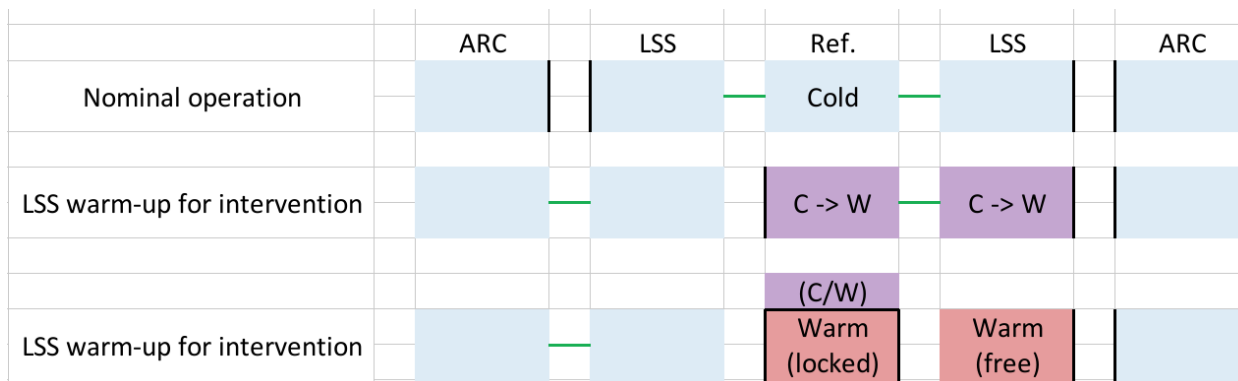 ARC LSS Ref. LSS ARC
Nominal operation Cold
LSS warm-up for intervention C -> W C -> W
(C/W)
LSS warm-up for intervention Warm (locked) Warm (free)